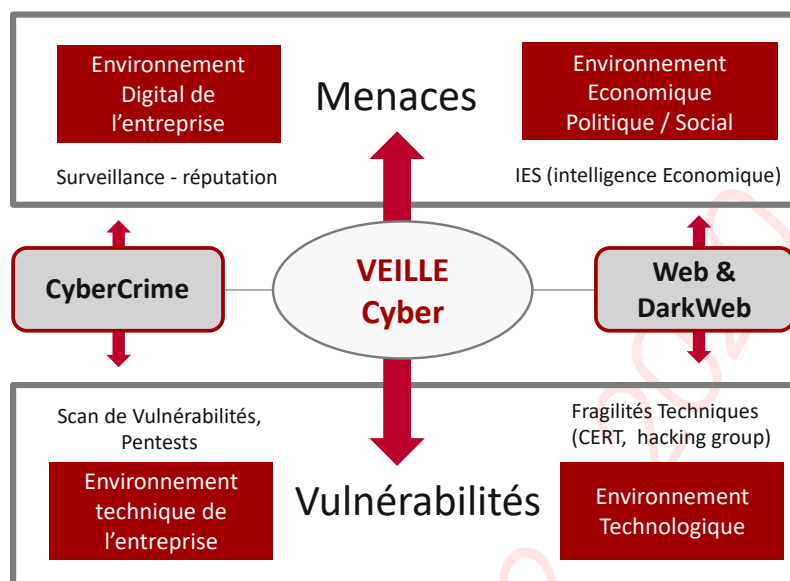 Environnement
Digital de
l'entreprise
Menaces
Environnement
Economique
Politique / Social
Surveillance - réputation
IES (intelligence Economique)
CyberCrime
VEILLE
Cyber
Web &
DarkWeb
Scan de Vulnérabilités,
Pentests
Fragilités Techniques
(CERT, hacking group)
Environnement
technique de
l'entreprise
Vulnérabilités
Environnement
Technologique
2020